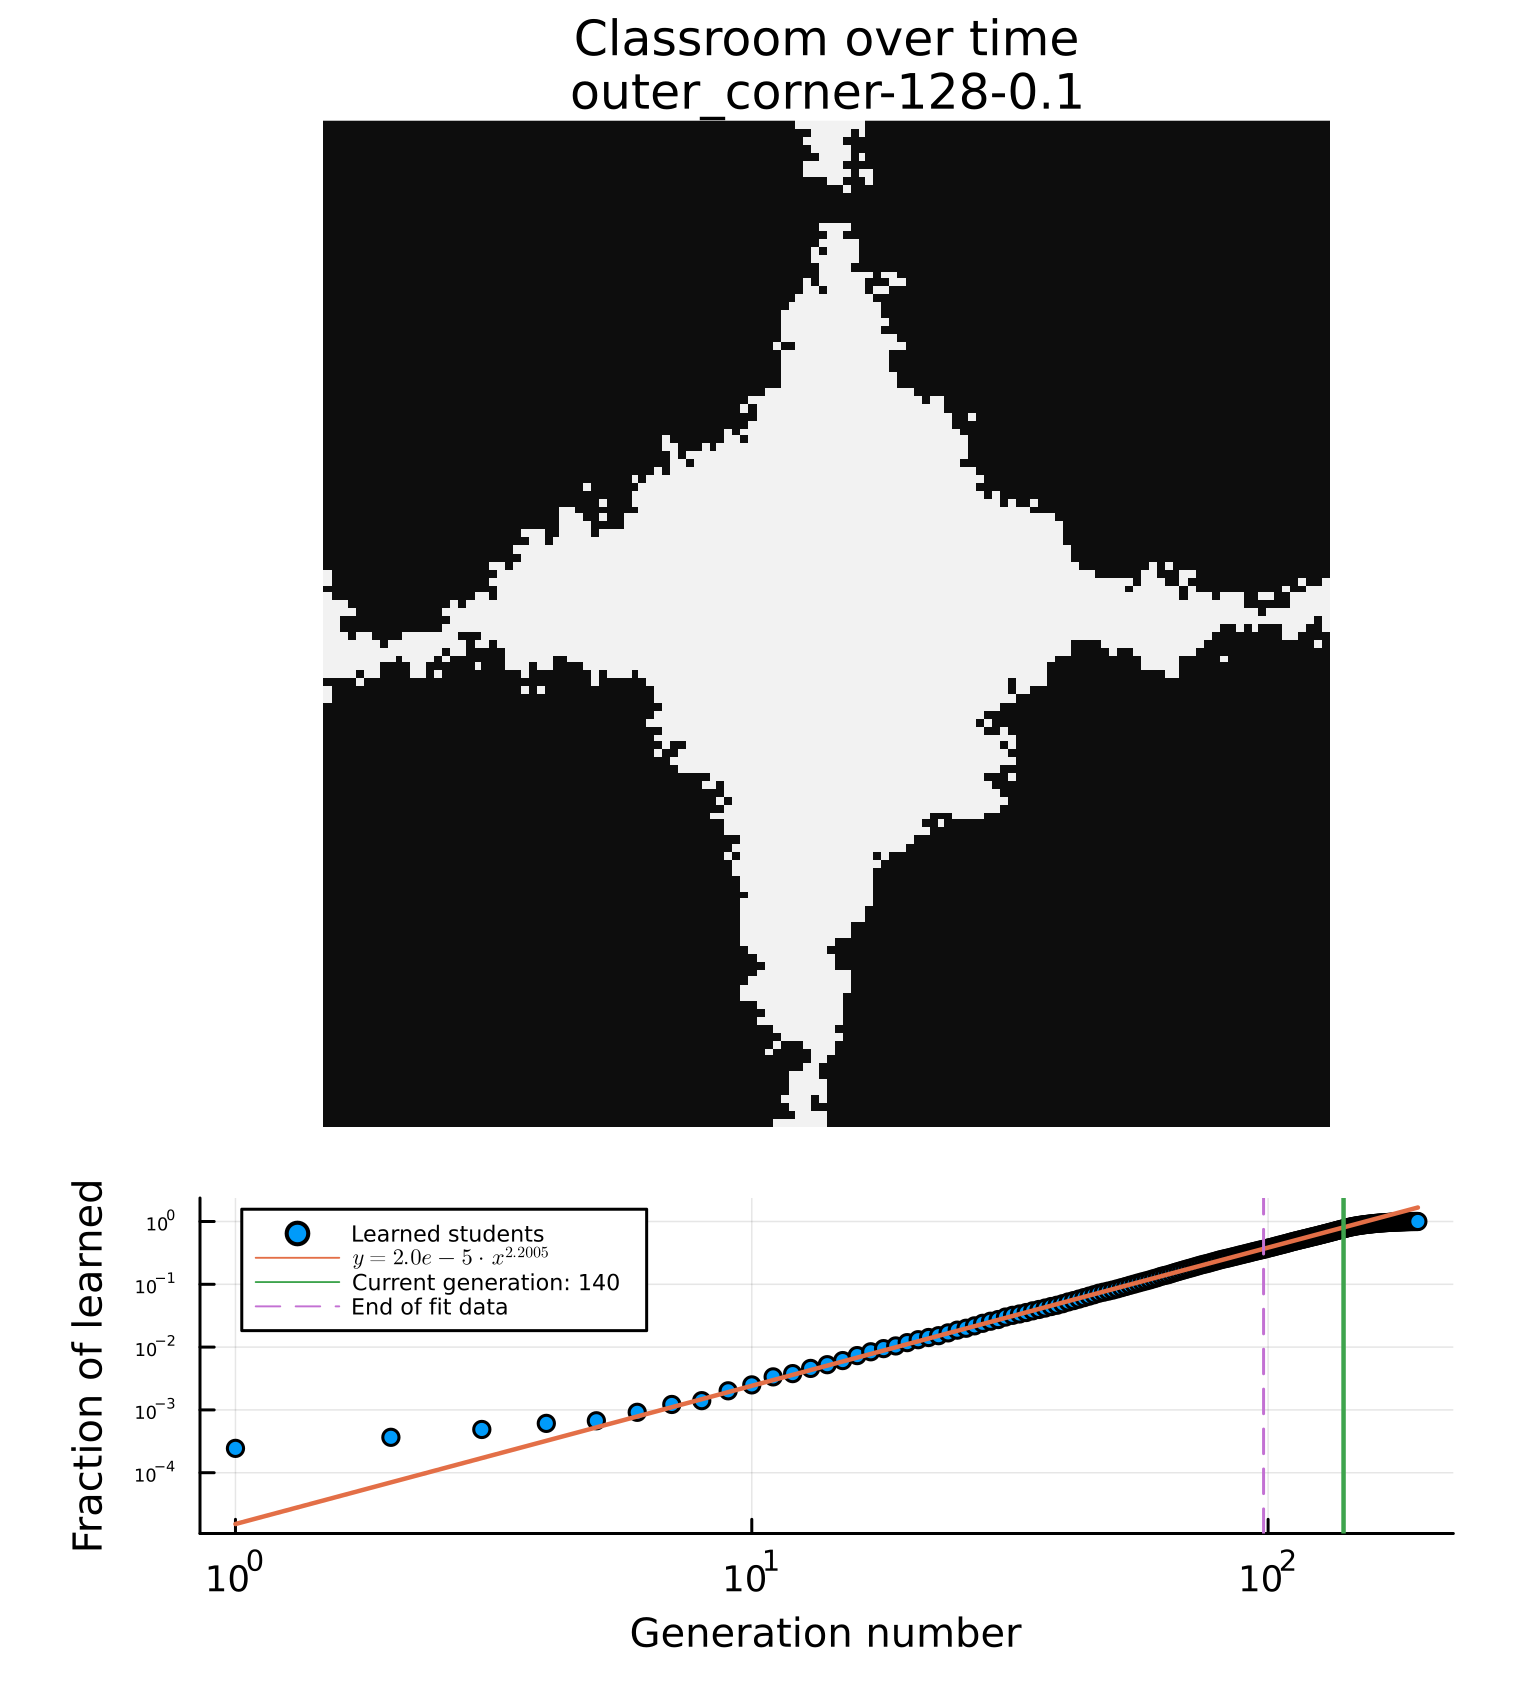 Classroom over time
outer_corner-128-0.1
Fraction of learned
10^0
10^-1
10^-2
10^-3
10^-4
Learned students
y = 2.0e − 5 · x^2.2005
Current generation: 140
End of fit data
10^0 10^1 10^2
Generation number